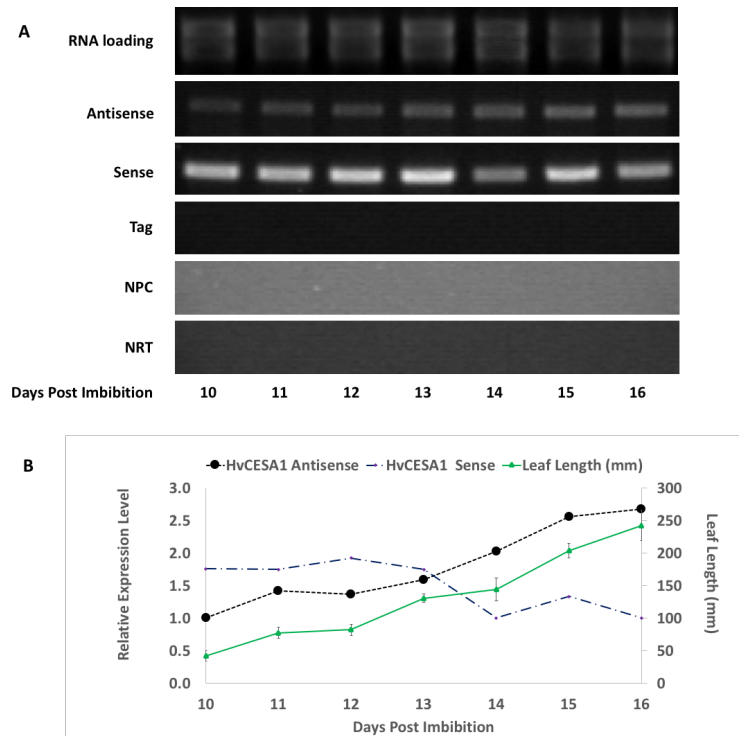 A
RNA loading
Antisense
Sense
Tag
NPC
NRT
Days Post Imbibition 10 11 12 13 14 15 16
B
HvCESA1 Antisense HvCESA1 Sense Leaf Length (mm)
3.0 300
2.5 250
2.0 200
1.5 150
1.0 100
0.5 50
0.0 0
Relative Expression Level
Leaf Length (mm)
10 11 12 13 14 15 16
Days Post Imbibition